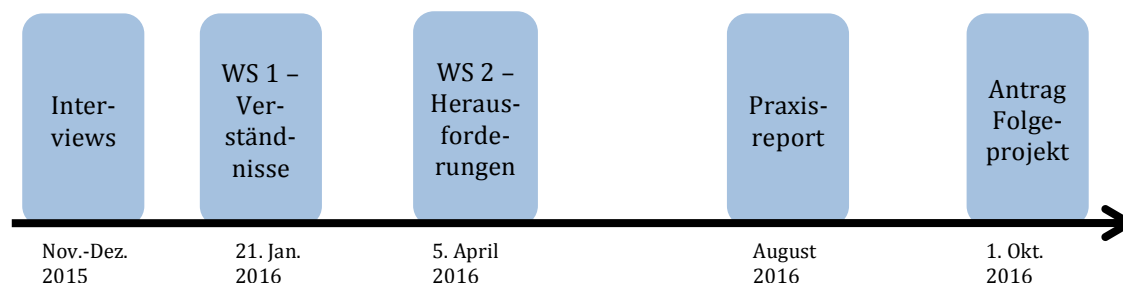 Inter-
views
WS 1 –
Ver-
ständ-
nisse
WS 2 –
Heraus-
forde-
rungen
Praxis-
report
Antrag
Folge-
projekt
Nov.-Dez.
2015
21. Jan.
2016
5. April
2016
August
2016
1. Okt.
2016